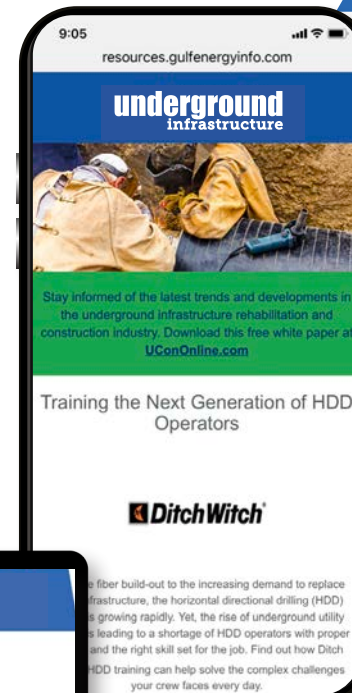 9:05
resources.gulfenergyinfo.com
underground
infrastructure
Stay informed of the latest trends and developments in
the underground infrastructure rehabilitation and
construction industry. Download this free white paper at
UConOnline.com
Training the Next Generation of HDD
Operators
Ditch Witch
fiber build-out to the increasing demand to replace
the horizontal directional drilling (HDD)
growing rapidly. Yet, the rise of underground utility
leading to a shortage of HDD operators with proper
and the right skill set for the job. Find out how Ditch
HDD training can help solve the complex challenges
your crew faces every day.